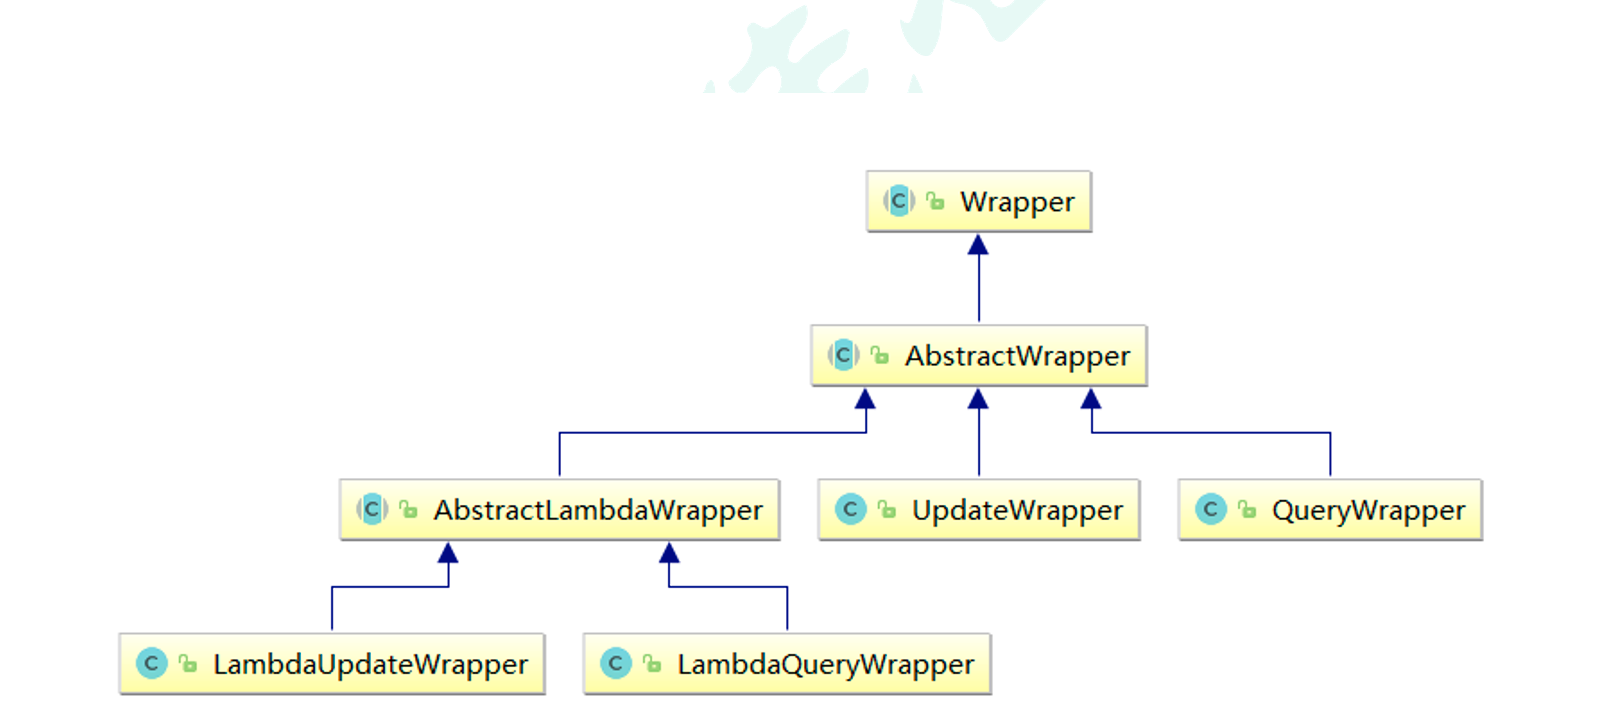 C Wrapper
C AbstractWrapper
C AbstractLambdaWrapper
C UpdateWrapper
C QueryWrapper
C LambdaUpdateWrapper
C LambdaQueryWrapper